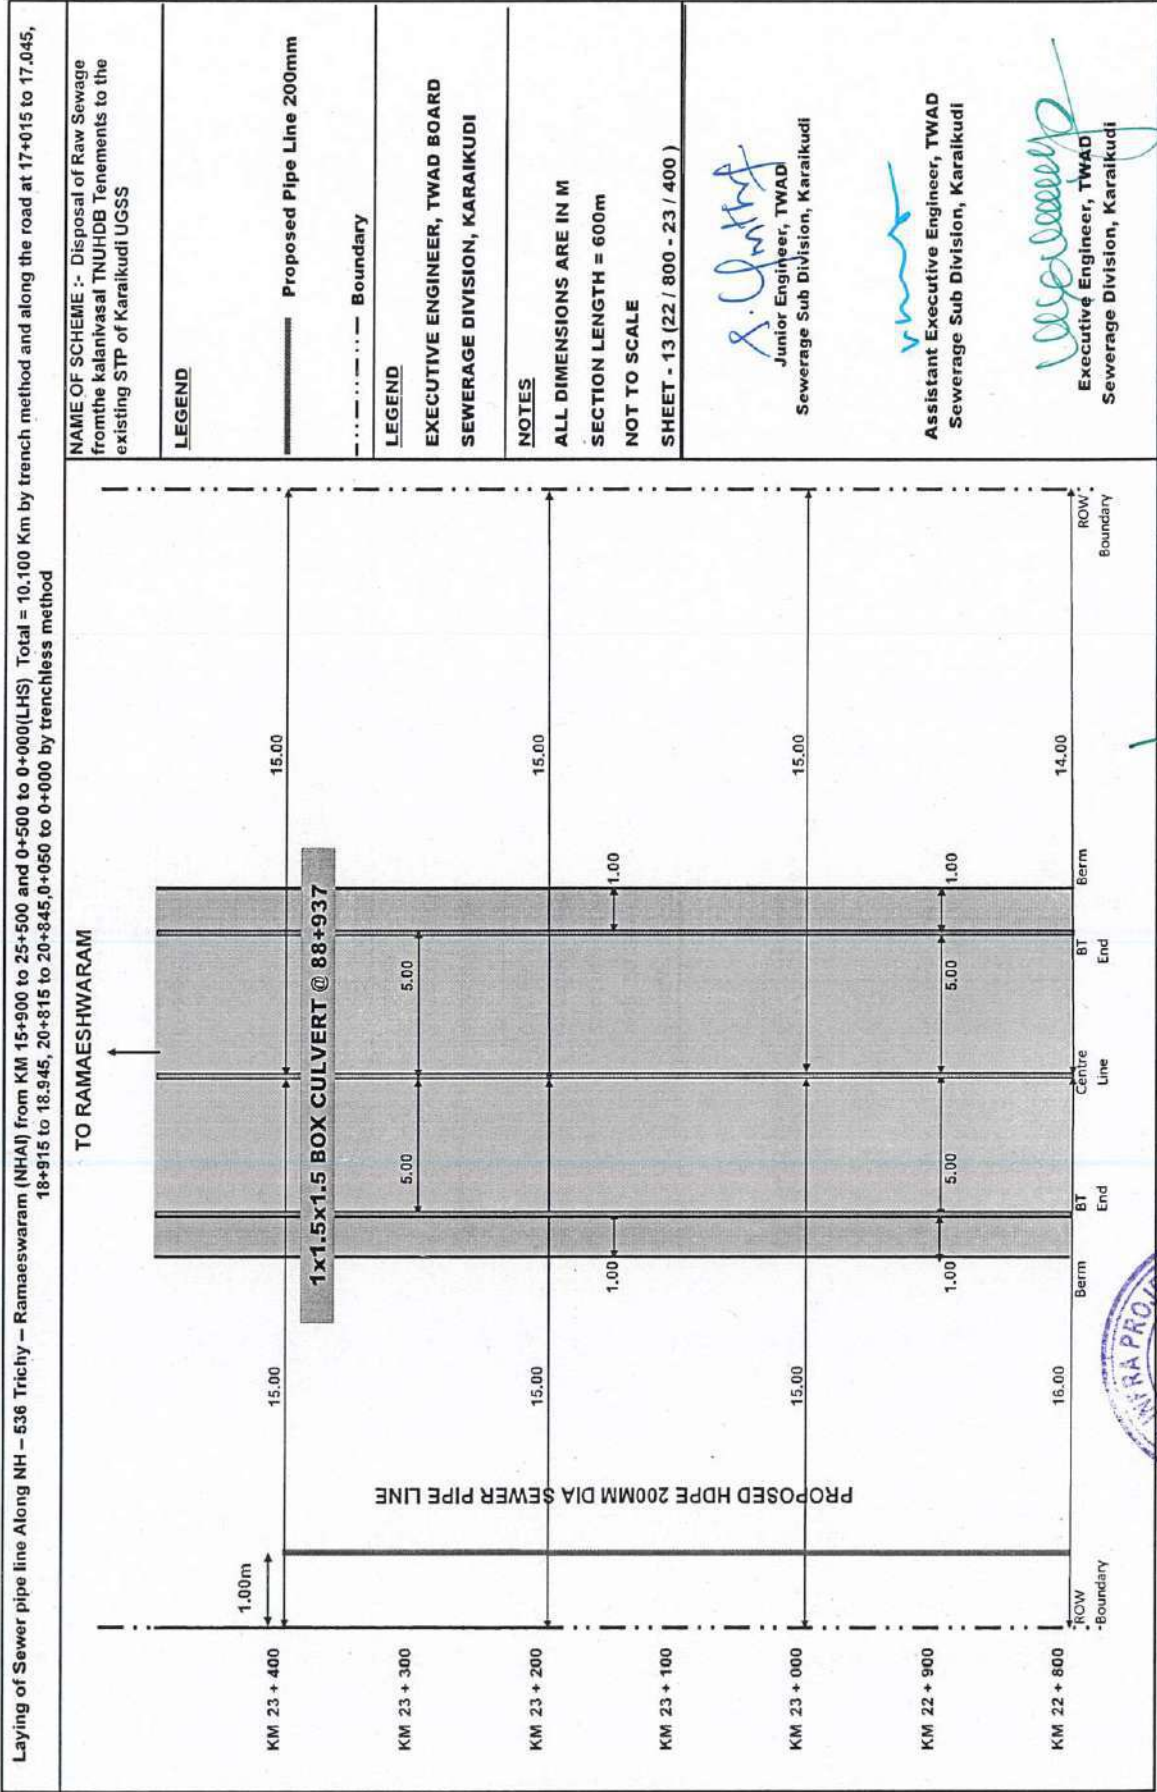 Laying of Sewer pipe line Along NH – 536 Trichy – Ramaeswaram (NHAI) from KM 15+900 to 25+500 and 0+500 to 0+000(LHS) Total = 10.100 Km by trench method and along the road at 17+015 to 17.045,
18+915 to 18.945, 20+815 to 20+845,0+050 to 0+000 by trenchless method
TO RAMAESHWARAM
1.00m
KM 23 + 400
15.00
15.00
1x1.5x1.5 BOX CULVERT @ 88+937
KM 23 + 300
5.00
5.00
KM 23 + 200
15.00
15.00
KM 23 + 100
1.00
1.00
KM 23 + 000
15.00
15.00
KM 22 + 900
1.00
5.00
5.00
1.00
KM 22 + 800
16.00
14.00
PROPOSED HDPE 200MM DIA SEWER PIPE LINE
ROW
Boundary
Berm
BT
End
Centre
Line
BT
End
Berm
ROW
Boundary
NAME OF SCHEME :- Disposal of Raw Sewage
fromthe kalanivasal TNUHDB Tenements to the
existing STP of Karaikudi UGSS
LEGEND
Proposed Pipe Line 200mm
Boundary
LEGEND
EXECUTIVE ENGINEER, TWAD BOARD
SEWERAGE DIVISION, KARAIKUDI
NOTES
ALL DIMENSIONS ARE IN M
SECTION LENGTH = 600m
NOT TO SCALE
SHEET - 13 (22 / 800 - 23 / 400 )
Junior Engineer, TWAD
Sewerage Sub Division, Karaikudi
Assistant Executive Engineer, TWAD
Sewerage Sub Division, Karaikudi
Executive Engineer, TWAD
Sewerage Division, Karaikudi
INFRA PROJE